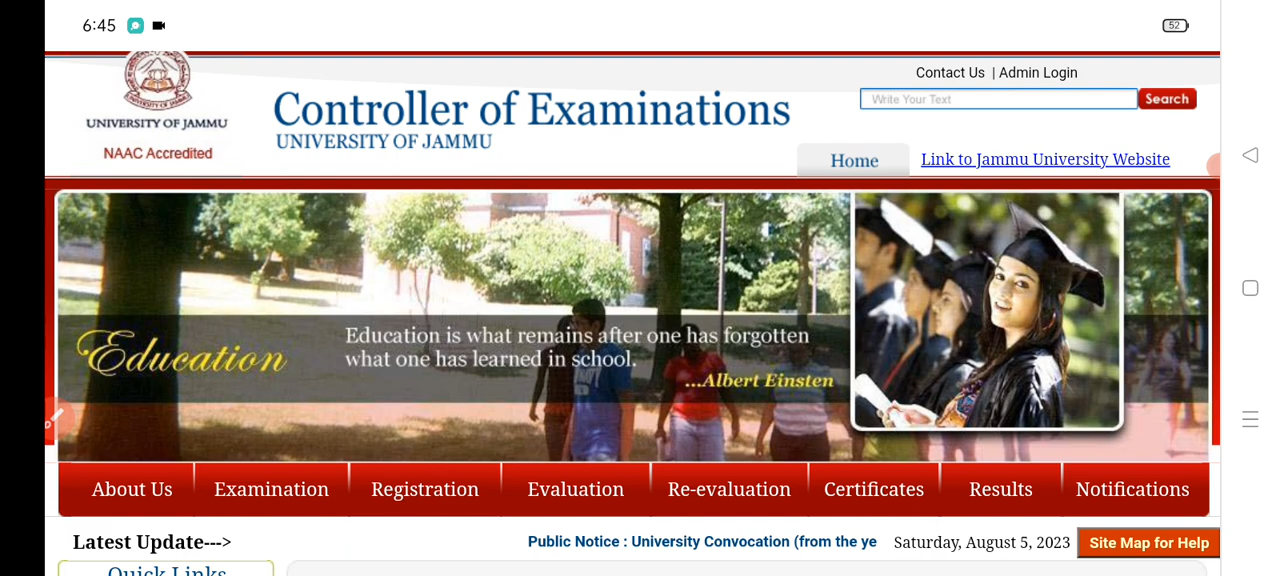 6:45
52
Contact Us | Admin Login
Write Your Text
Search
UNIVERSITY OF JAMMU
NAAC Accredited
Controller of Examinations
UNIVERSITY OF JAMMU
Home
Link to Jammu University Website
Education
Education is what remains after one has forgotten
what one has learned in school.
...Albert Einsten
About Us
Examination
Registration
Evaluation
Re-evaluation
Certificates
Results
Notifications
Latest Update--->
Public Notice : University Convocation (from the ye
Saturday, August 5, 2023
Site Map for Help
Quick Links